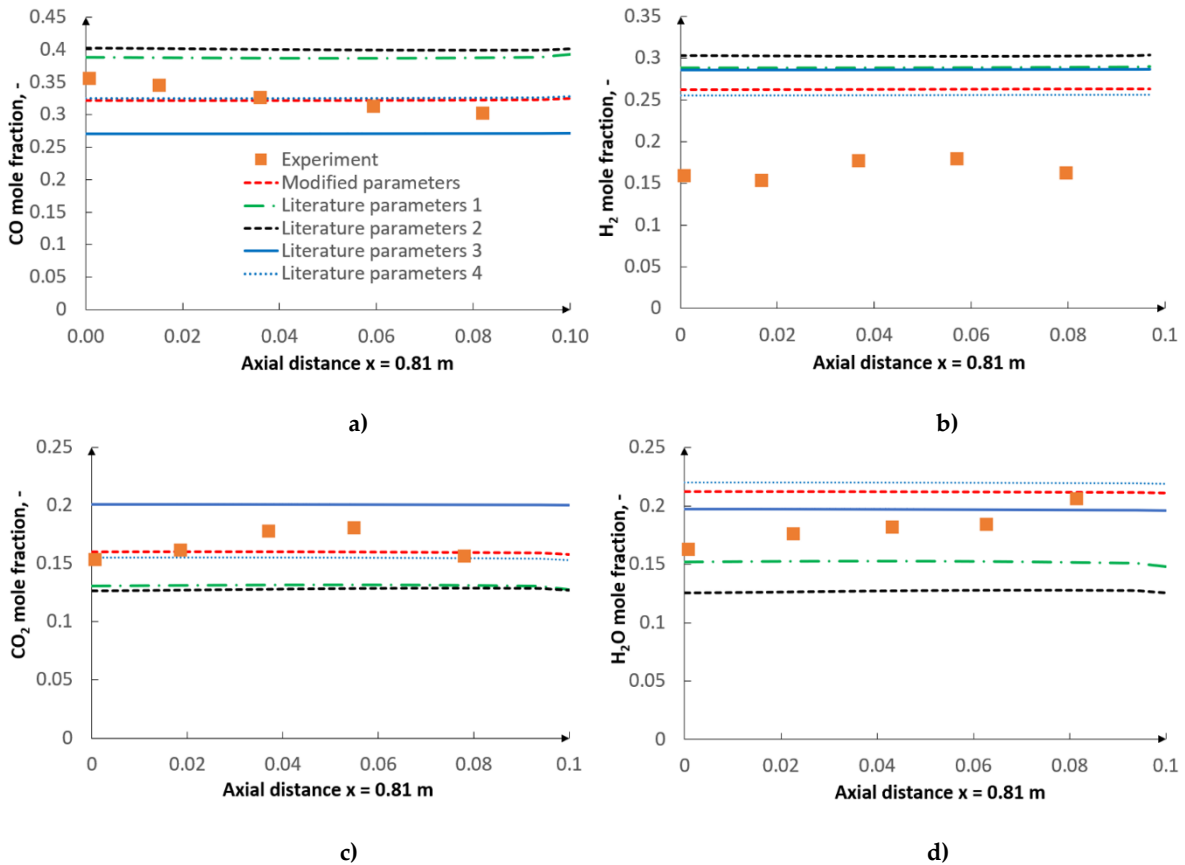 0.45
0.4
0.35
0.3
0.25
0.2
0.15
0.1
0.05
0
CO mole fraction, -
Experiment
Modified parameters
Literature parameters 1
Literature parameters 2
Literature parameters 3
Literature parameters 4
0.00 0.02 0.04 0.06 0.08 0.10
Axial distance x = 0.81 m
a)
0.35
0.3
0.25
0.2
0.15
0.1
0.05
0
H2 mole fraction, -
0 0.02 0.04 0.06 0.08 0.1
Axial distance x = 0.81 m
b)
0.25
0.2
0.15
0.1
0.05
0
CO2 mole fraction, -
0 0.02 0.04 0.06 0.08 0.1
Axial distance x = 0.81 m
c)
0.25
0.2
0.15
0.1
0.05
0
H2O mole fraction, -
0 0.02 0.04 0.06 0.08 0.1
Axial distance x = 0.81 m
d)